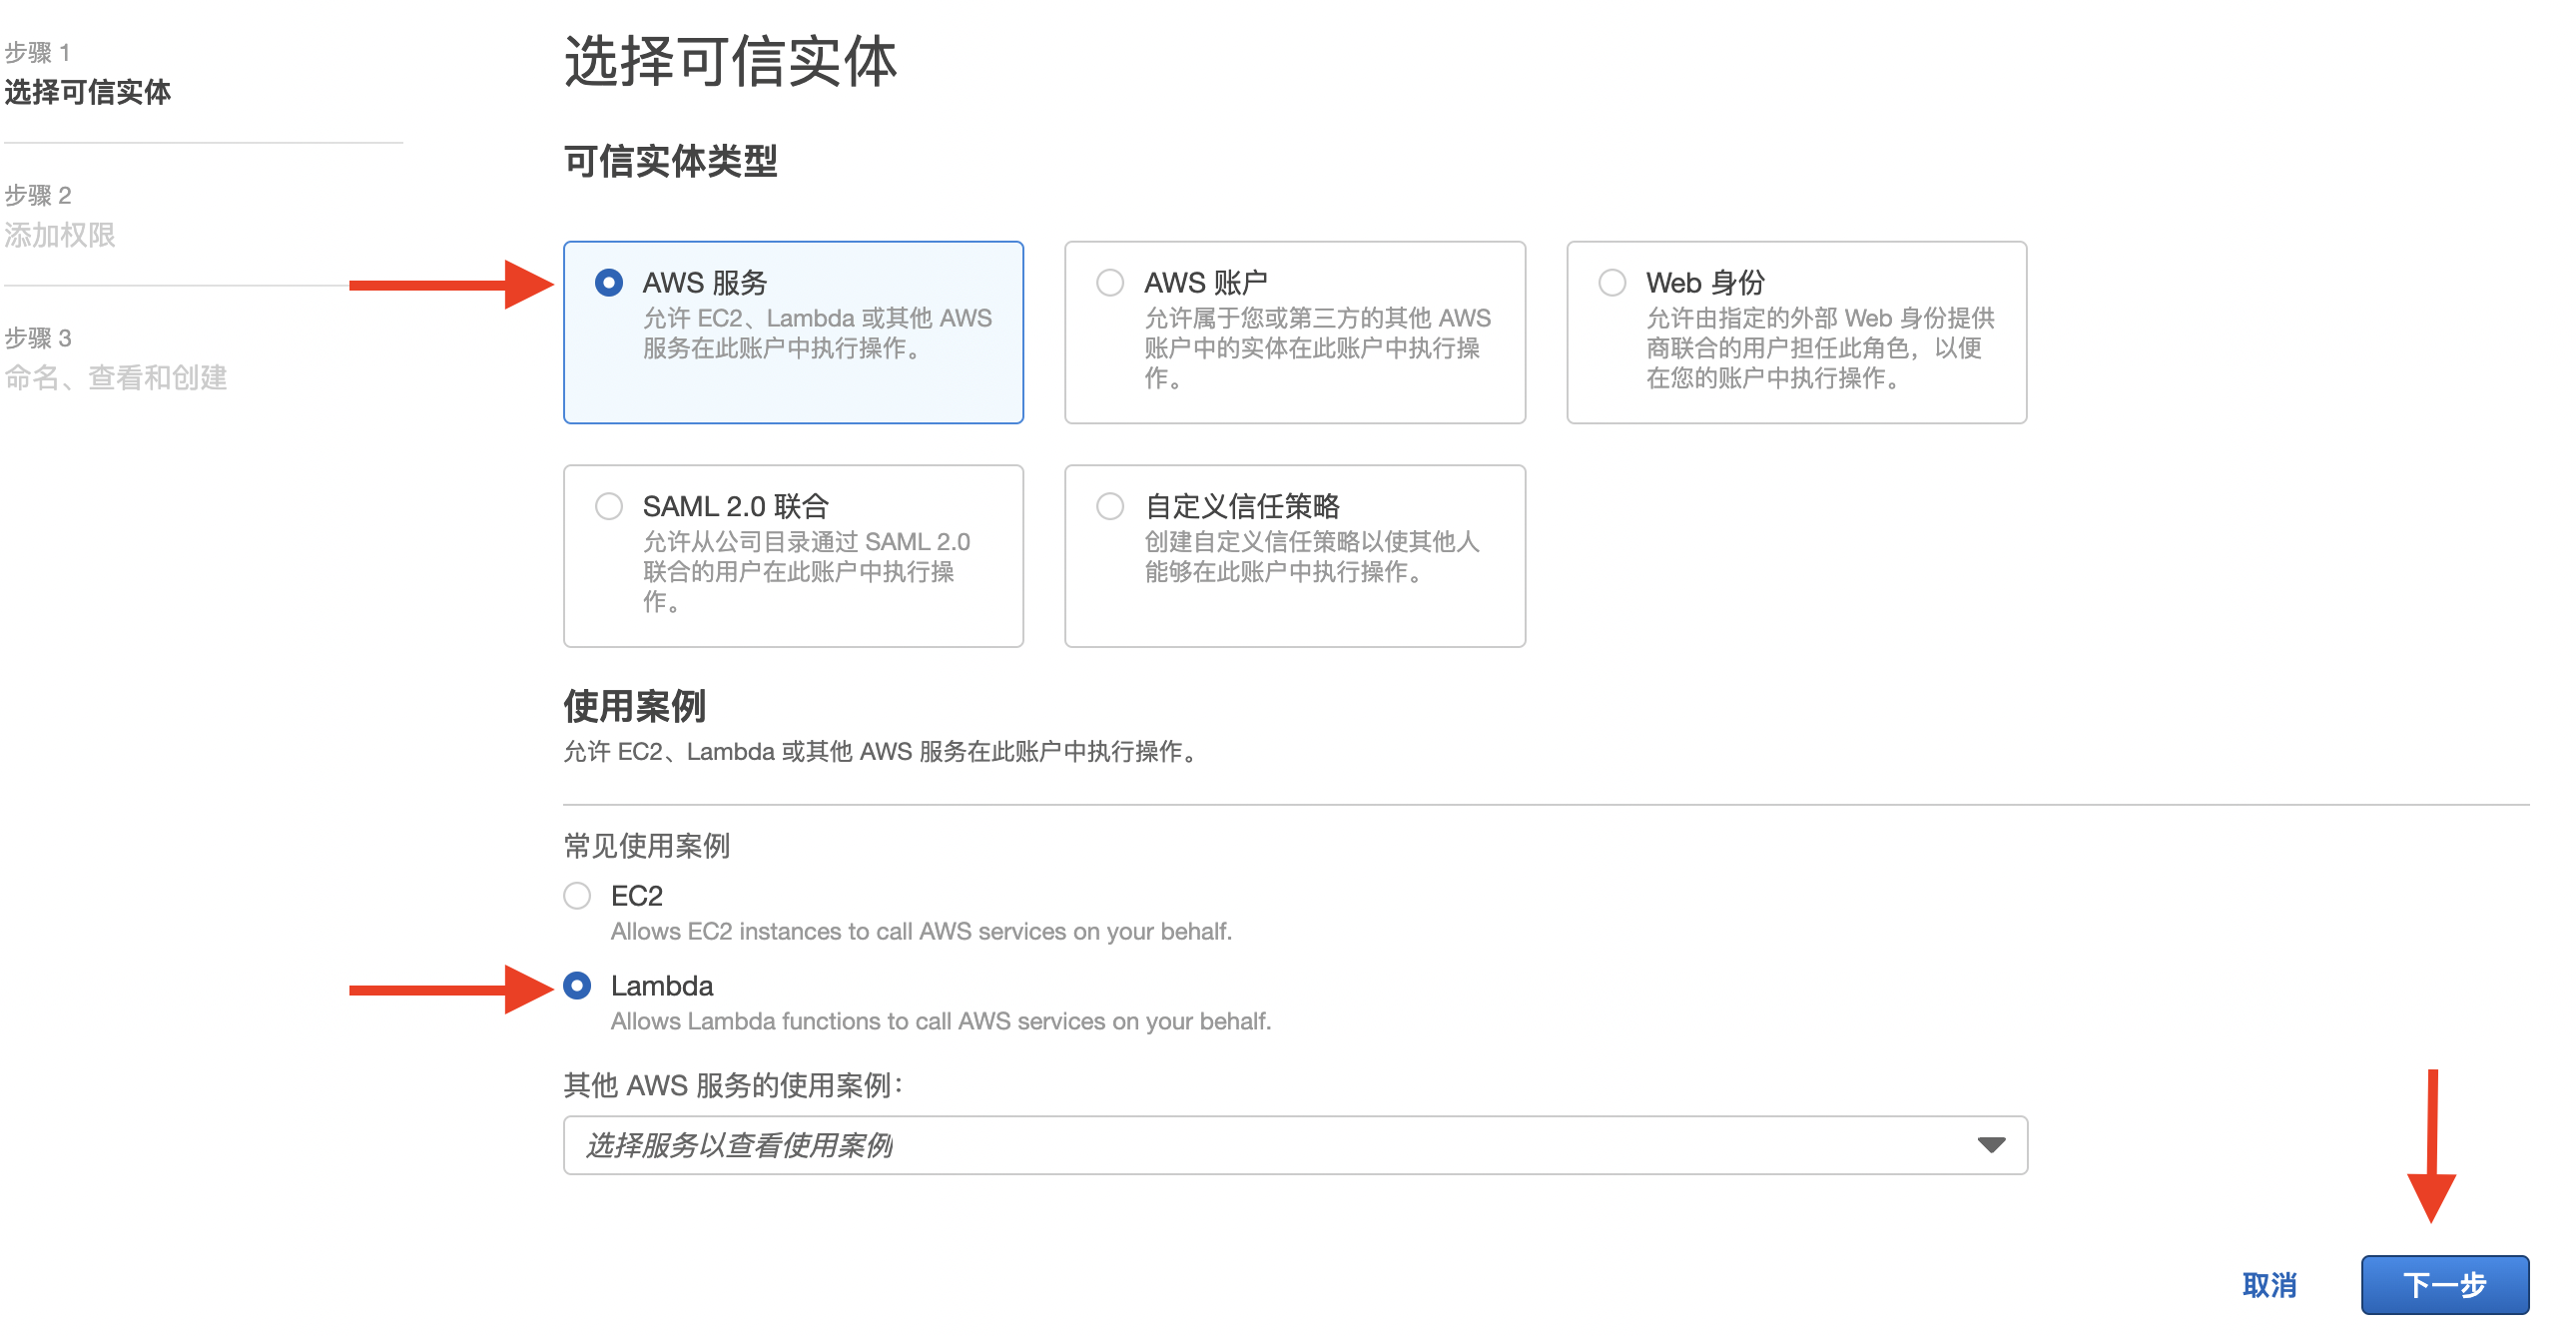 步骤 1
选择可信实体
步骤 2
添加权限
步骤 3
命名、查看和创建
选择可信实体
可信实体类型
AWS 服务
允许 EC2、Lambda 或其他 AWS
服务在此账户中执行操作。
AWS 账户
允许属于您或第三方的其他 AWS
账户中的实体在此账户中执行操
作。
Web 身份
允许由指定的外部 Web 身份提供
商联合的用户担任此角色，以便
在您的账户中执行操作。
SAML 2.0 联合
允许从公司目录通过 SAML 2.0
联合的用户在此账户中执行操
作。
自定义信任策略
创建自定义信任策略以使其他人
能够在此账户中执行操作。
使用案例
允许 EC2、Lambda 或其他 AWS 服务在此账户中执行操作。
常见使用案例
EC2
Allows EC2 instances to call AWS services on your behalf.
Lambda
Allows Lambda functions to call AWS services on your behalf.
其他 AWS 服务的使用案例：
选择服务以查看使用案例
取消
下一步